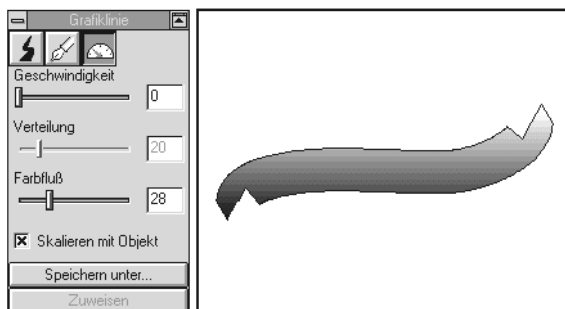 Grafiklinie
Geschwindigkeit
0
Verteilung
20
Farbfluß
28
Skalieren mit Objekt
Speichern unter...
Zuweisen